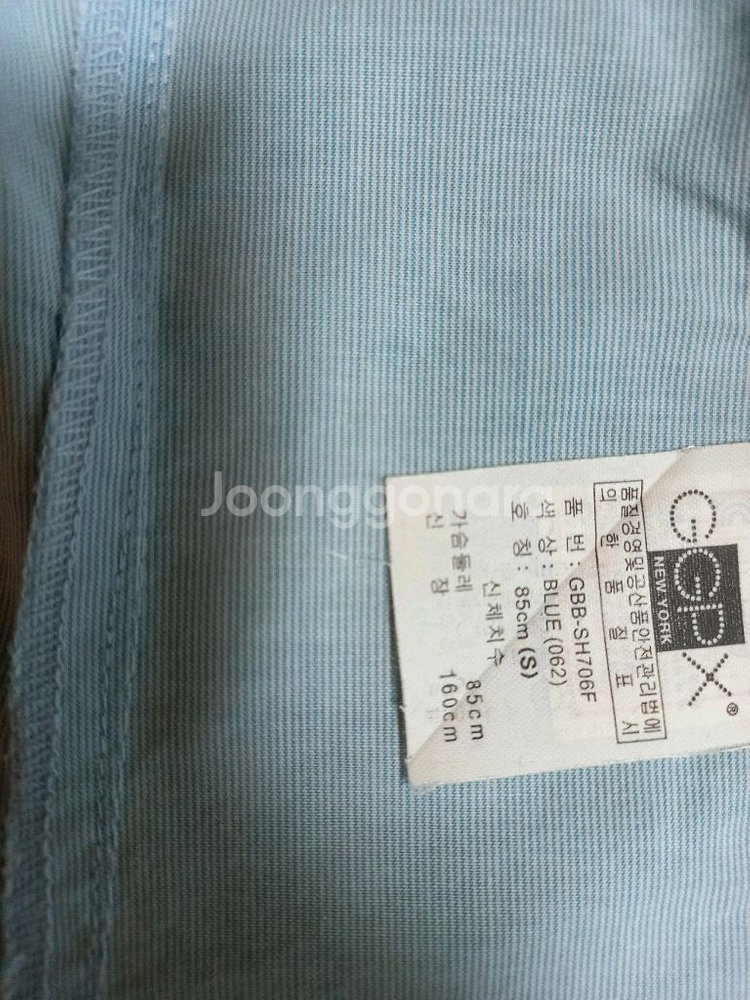 GGPX®
NEW YORK
품질경영및공산품안전관리법에
의한 품질표시
품 번 : GBB-SH706F
색 상 : BLUE (062)
호 칭 : 85cm (S)
신체치수
가슴둘레 85cm
신 장 160cm
Joonggonara